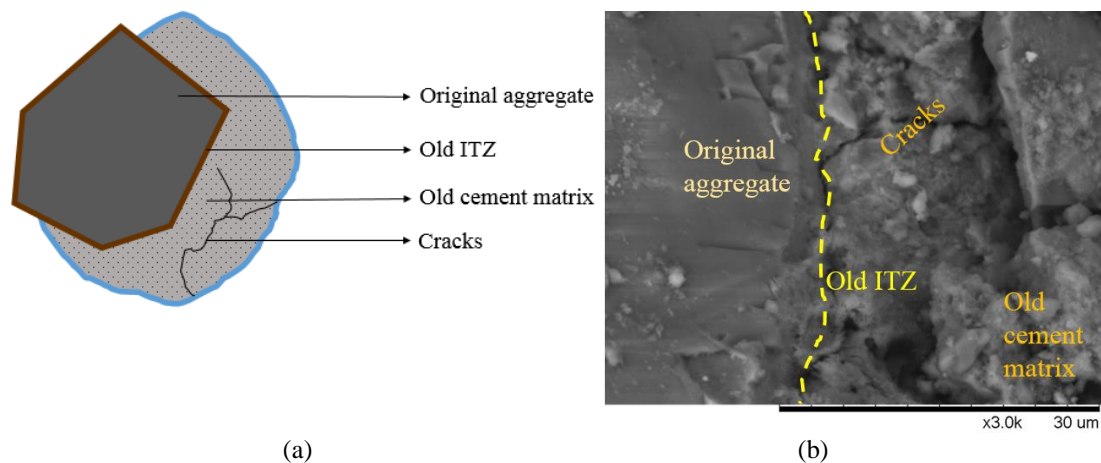 Original aggregate
Old ITZ
Old cement matrix
Cracks
Original
aggregate
Cracks
Old ITZ
Old
cement
matrix
x3.0k 30 um
(a)
(b)